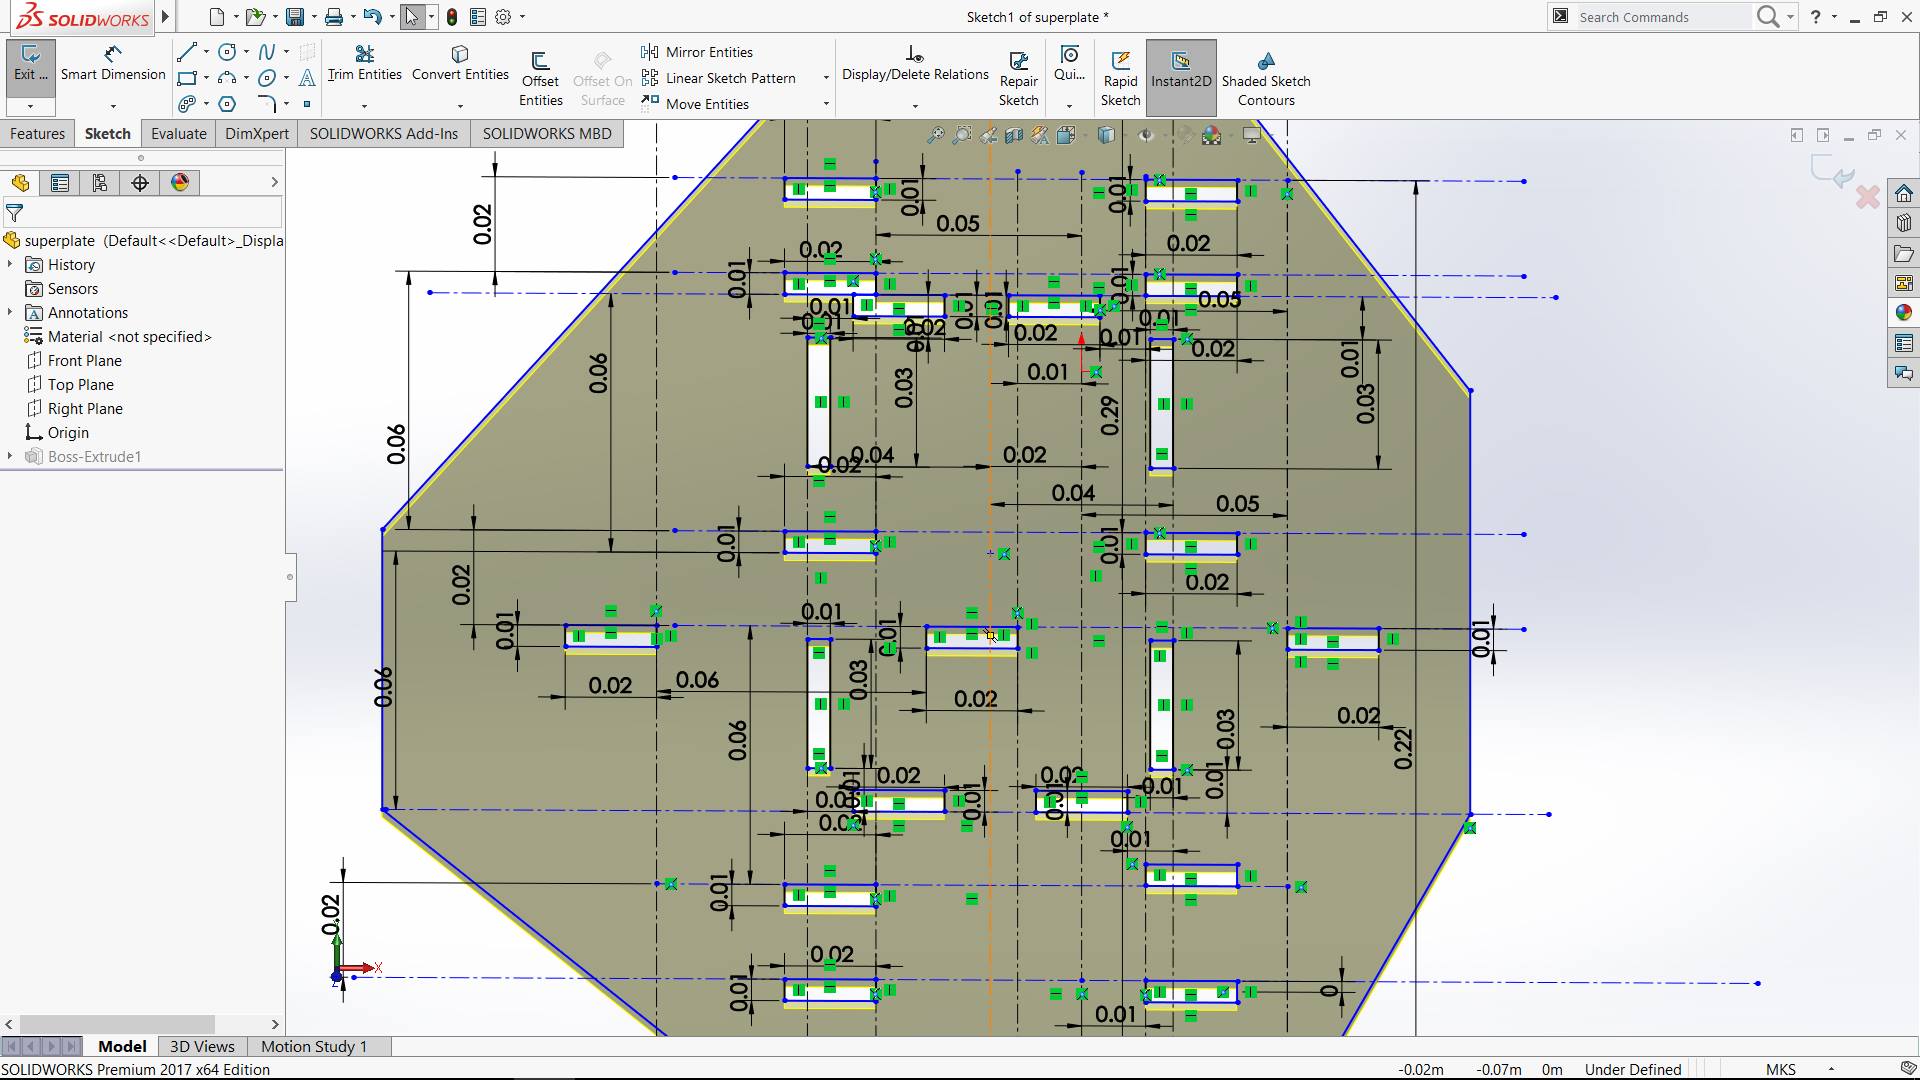 SOLIDWORKS
Sketch1 of superplate *
Search Commands
?
Exit ...
Smart Dimension
Trim Entities
Convert Entities
Offset Entities
Offset On Surface
Mirror Entities
Linear Sketch Pattern
Move Entities
Display/Delete Relations
Repair Sketch
Qui...
Rapid Sketch
Instant2D
Shaded Sketch Contours
Features
Sketch
Evaluate
DimXpert
SOLIDWORKS Add-Ins
SOLIDWORKS MBD
superplate (Default<<Default>_Displa
History
Sensors
Annotations
Material <not specified>
Front Plane
Top Plane
Right Plane
Origin
Boss-Extrude1
0.02
0.01
0.05
0.01
0.02
0.02
0.01
0.01
0.05
0.01
0.01
0.02
0.02
0.01
0.01
0.02
0.06
0.06
0.03
0.01
0.29
0.01
0.03
0.02
0.04
0.02
0.04
0.05
0.01
0.01
0.02
0.02
0.01
0.01
0.01
0.01
0.06
0.02
0.06
0.03
0.02
0.02
0.03
0.22
0.06
0.02
0.01
0.02
0.01
0.01
0.01
0.01
0.01
0.02
0.01
0.02
0.01
0
0.01
X
Model
3D Views
Motion Study 1
SOLIDWORKS Premium 2017 x64 Edition
-0.02m
-0.07m
0m
Under Defined
MKS